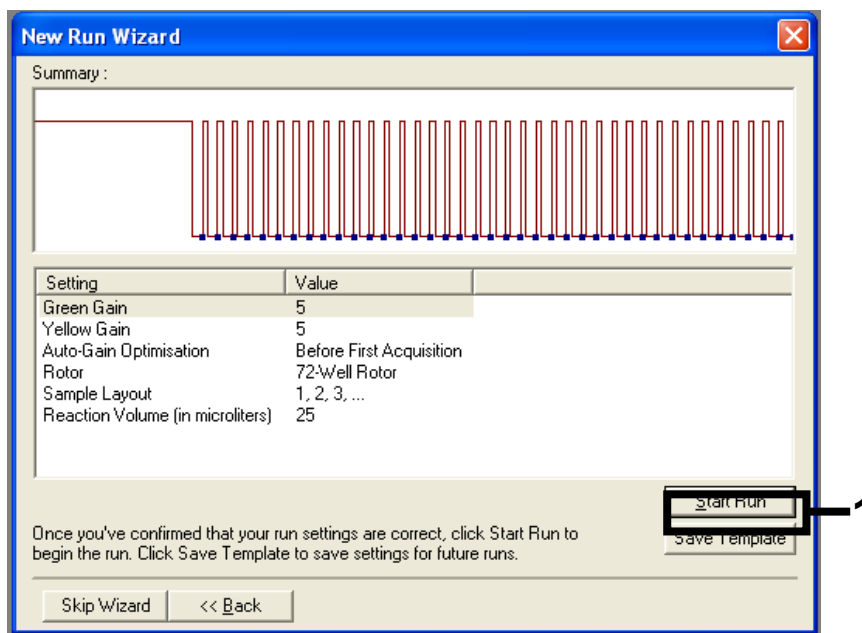 New Run Wizard
Summary :
Setting Value
Green Gain 5
Yellow Gain 5
Auto-Gain Optimisation Before First Acquisition
Rotor 72-Well Rotor
Sample Layout 1, 2, 3, ...
Reaction Volume (in microliters) 25
Start Run
1
Once you've confirmed that your run settings are correct, click Start Run to
begin the run. Click Save Template to save settings for future runs.
Save Template
Skip Wizard << Back